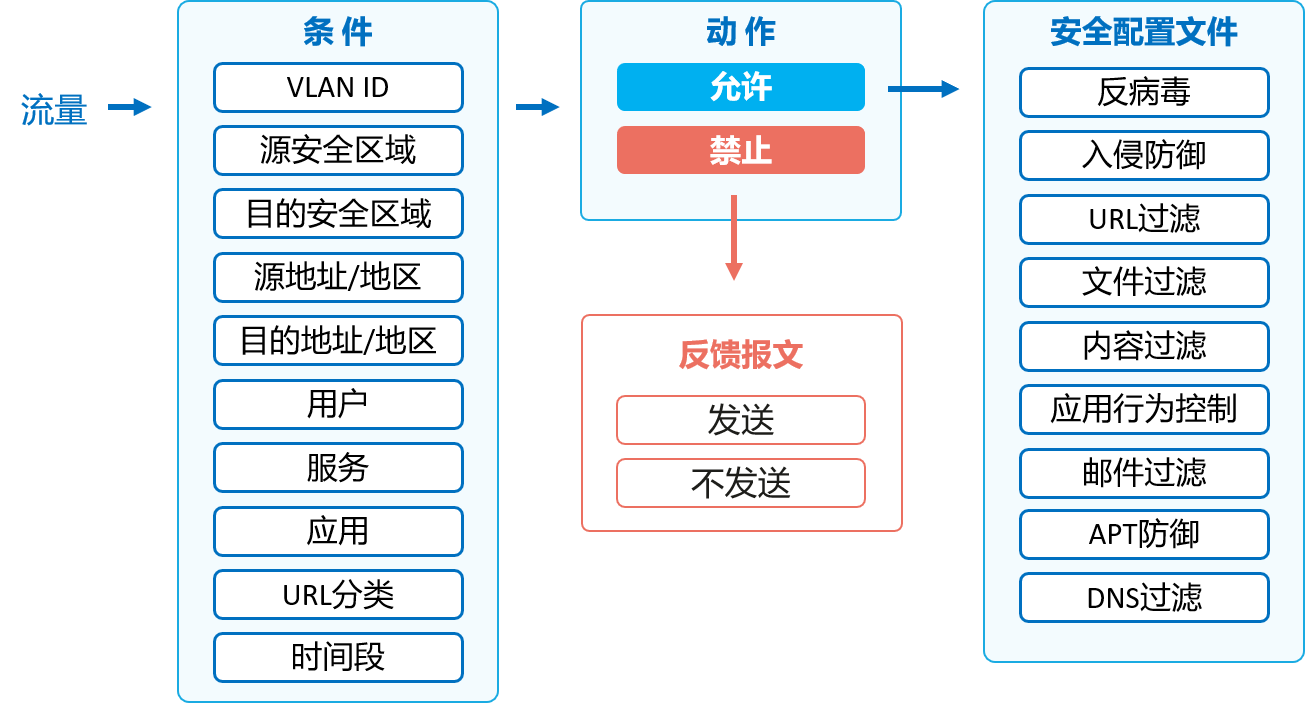 流量
条 件
VLAN ID
源安全区域
目的安全区域
源地址/地区
目的地址/地区
用户
服务
应用
URL分类
时间段
动 作
允许
禁止
反馈报文
发送
不发送
安全配置文件
反病毒
入侵防御
URL过滤
文件过滤
内容过滤
应用行为控制
邮件过滤
APT防御
DNS过滤